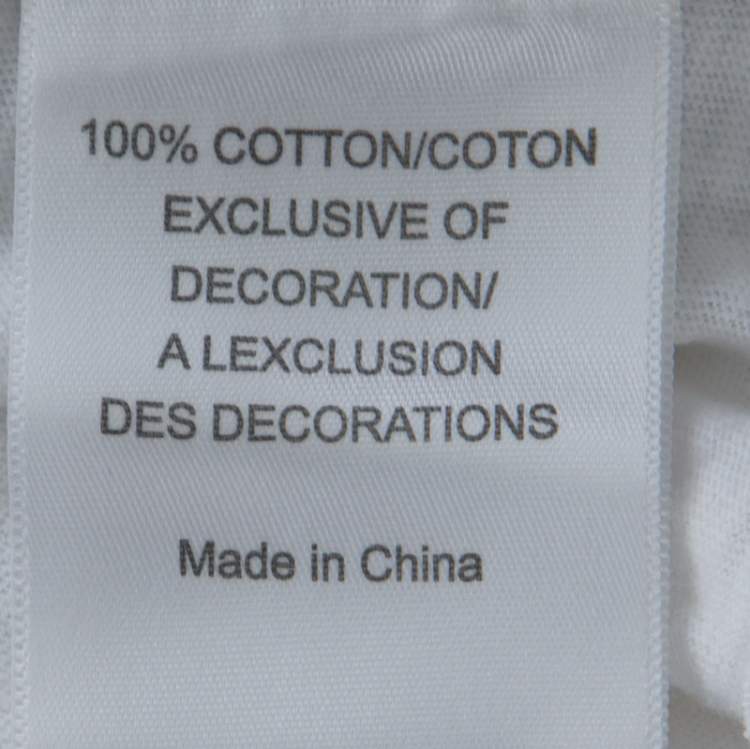 100% COTTON/COTON
EXCLUSIVE OF
DECORATION/
A LEXCLUSION
DES DECORATIONS
Made in China